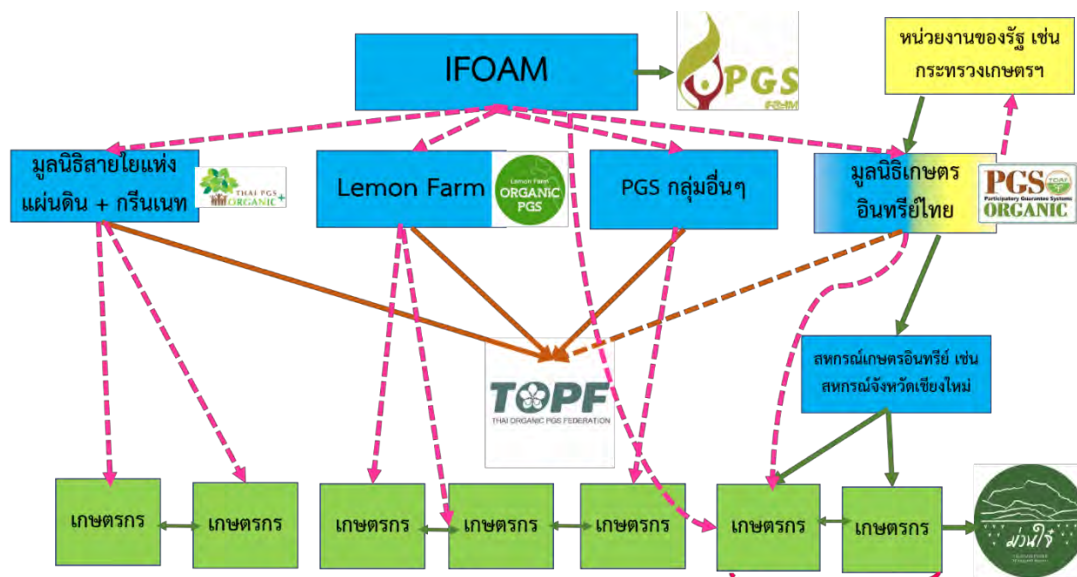 IFOAM
PGS
IFOAM
หน่วยงานของรัฐ เช่น
กระทรวงเกษตรฯ
มูลนิธิสายใยแห่ง
แผ่นดิน + กรีนเนท
THAI PGS
ORGANIC +
Lemon Farm
Lemon Farm
ORGANIC
PGS
PGS กลุ่มอื่นๆ
มูลนิธิเกษตร
อินทรีย์ไทย
PGS
Participatory Guarantee Systems
ORGANIC
TOPF
THAI ORGANIC PGS FEDERATION
สหกรณ์เกษตรอินทรีย์ เช่น
สหกรณ์จังหวัดเชียงใหม่
เกษตรกร
เกษตรกร
เกษตรกร
เกษตรกร
เกษตรกร
เกษตรกร
เกษตรกร
ม่วนใจ๋